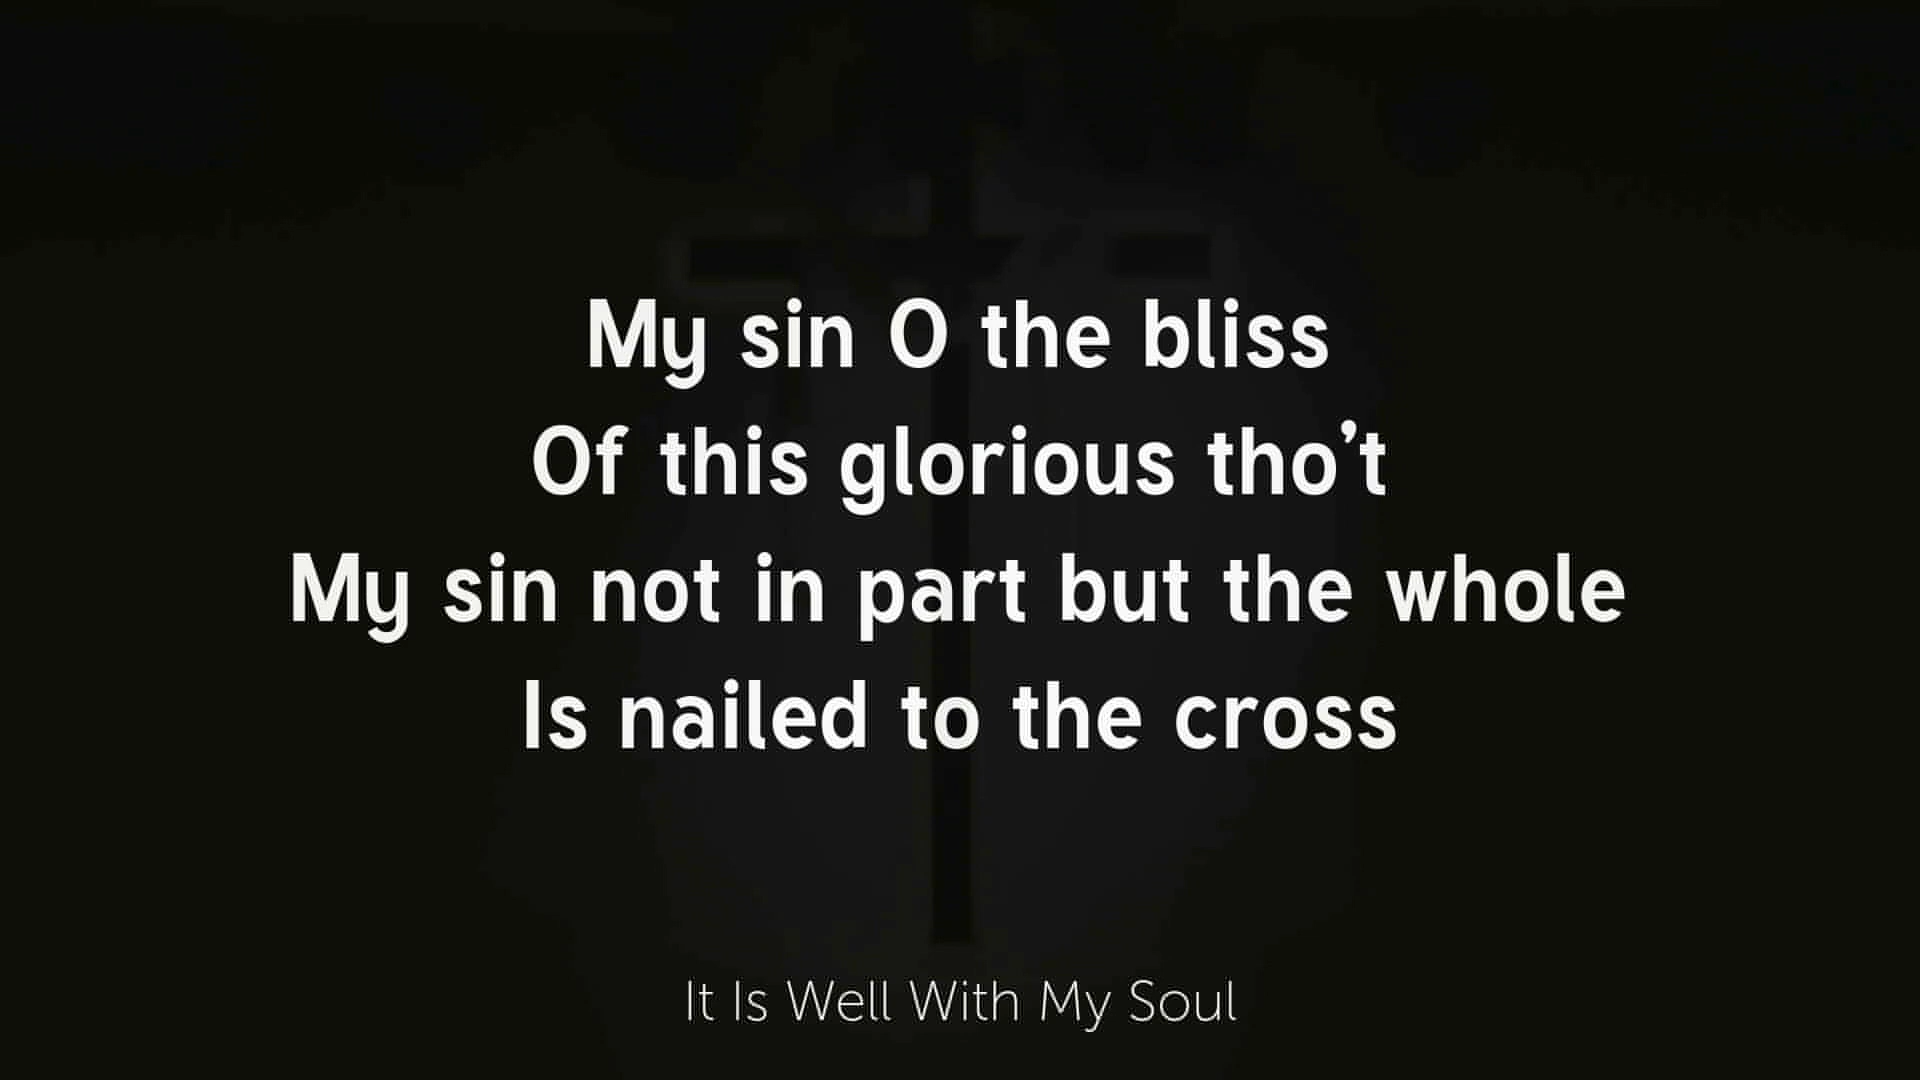 My sin O the bliss
Of this glorious tho’t
My sin not in part but the whole
Is nailed to the cross
It Is Well With My Soul